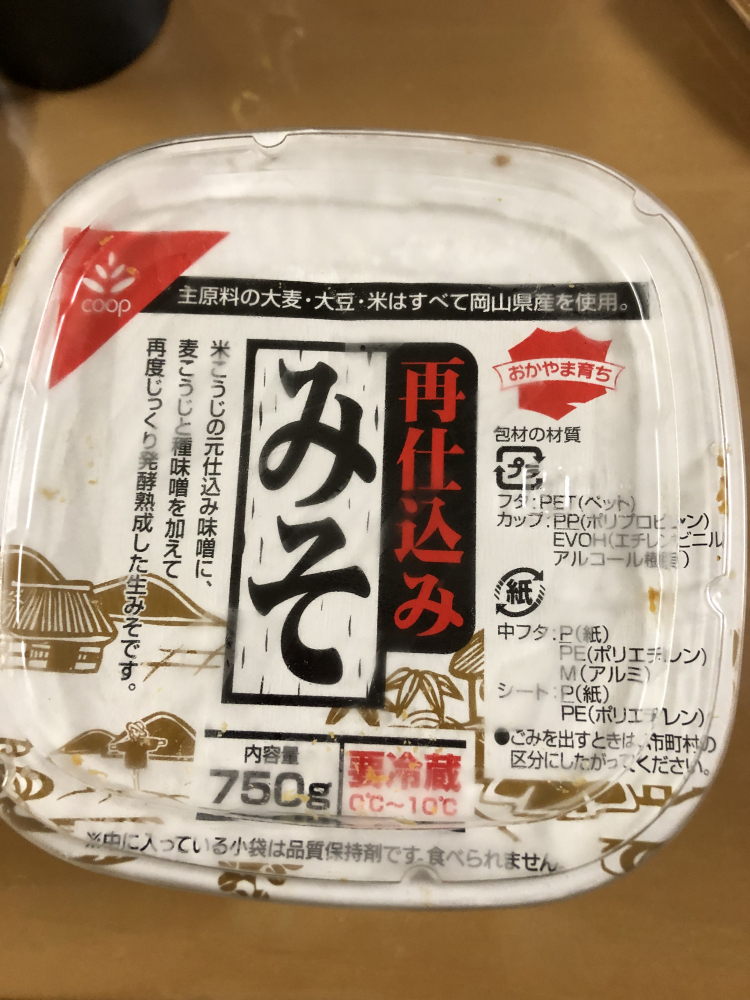 coop
主原料の大麦・大豆・米はすべて岡山県産を使用。
おかやま育ち
再仕込み
みそ
米こうじの元仕込み味噌に、
麦こうじと種味噌を加えて
再度じっくり発酵熟成した生みそです。
包材の材質
プラ
フタ:PET(ペット)
カップ:PP(ポリプロピレン)
EVOH(エチレンビニル
アルコール樹脂)
紙
中フタ:P(紙)
PE(ポリエチレン)
M(アルミ)
シート:P(紙)
PE(ポリエチレン)
●ごみを出すときは、市町村の
区分にしたがってください。
内容量
750g
要冷蔵
0℃〜10℃
※中に入っている小袋は品質保持剤です。食べられません。